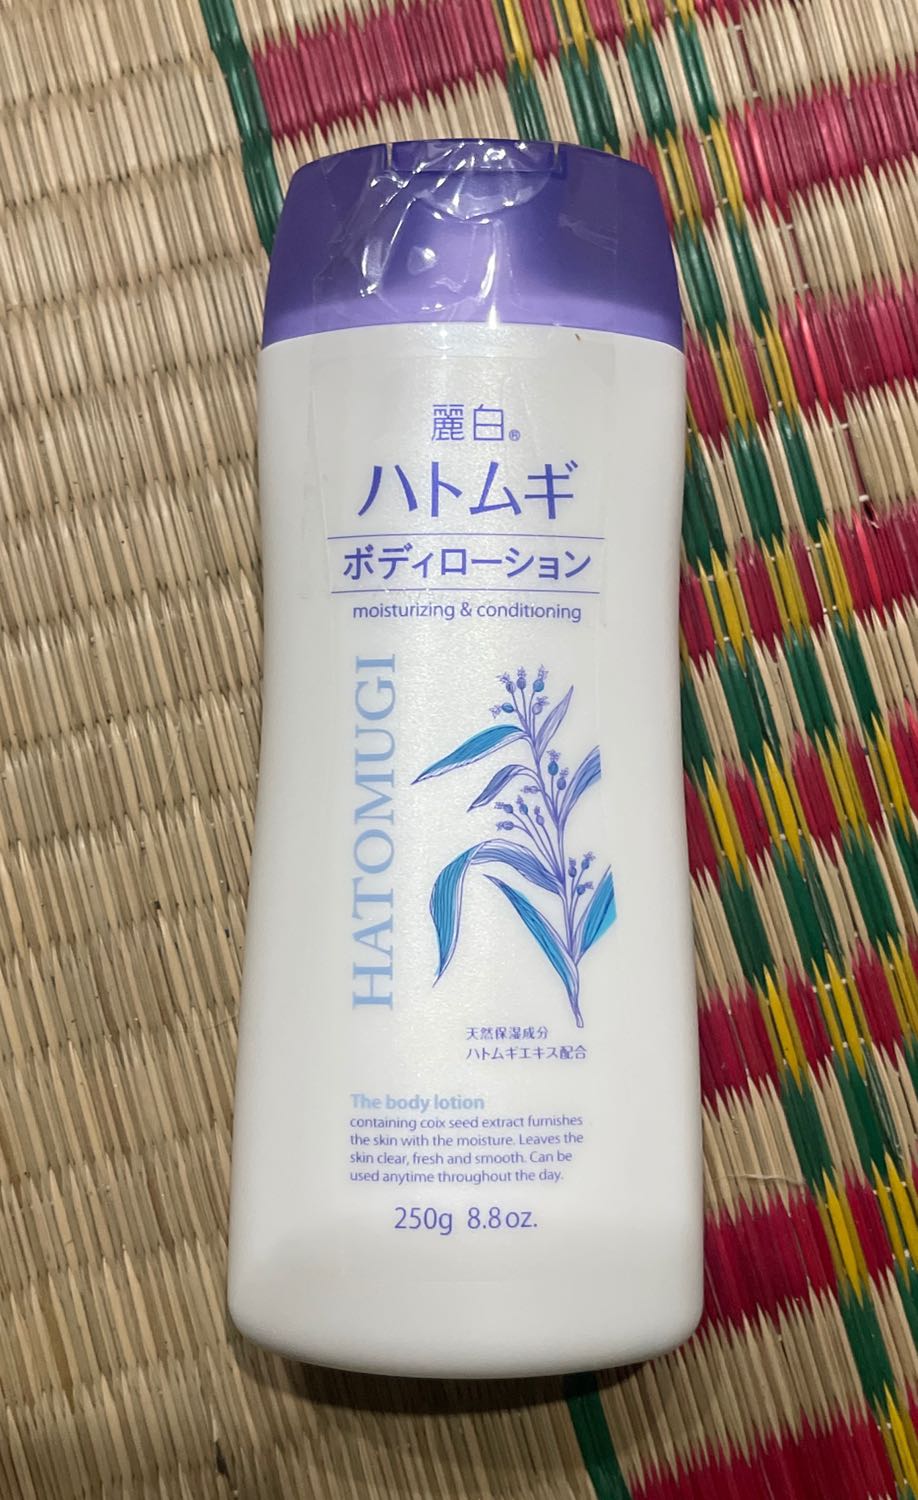 麗白®
ハトムギ
ボディローション
moisturizing & conditioning
HATOMUGI
天然保湿成分
ハトムギエキス配合
The body lotion
containing coix seed extract furnishes
the skin with the moisture. Leaves the
skin clear, fresh and smooth. Can be
used anytime throughout the day.
250g 8.8oz.